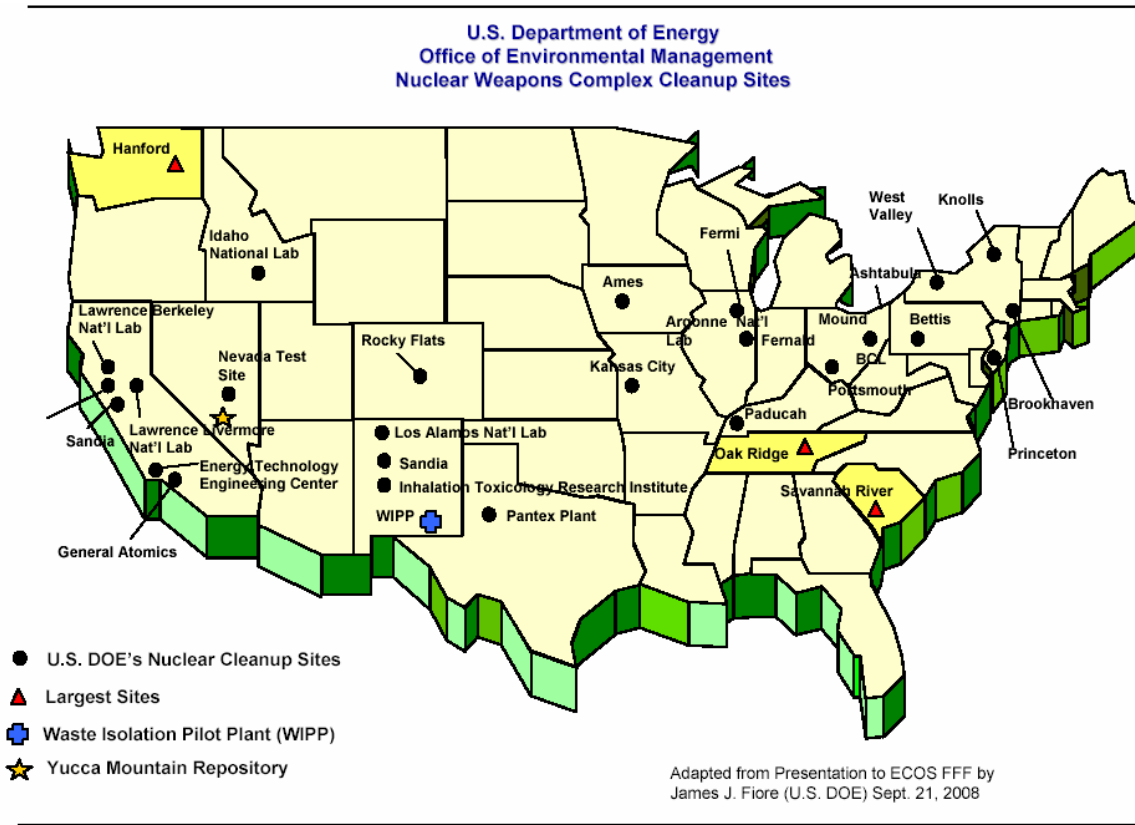 U.S. Department of Energy
Office of Environmental Management
Nuclear Weapons Complex Cleanup Sites
Hanford
Idaho
National Lab
Lawrence Berkeley
Nat'l Lab
Nevada Test
Site
Sandia
Lawrence Livermore
Nat'l Lab
Energy Technology
Engineering Center
General Atomics
Rocky Flats
Los Alamos Nat'l Lab
Sandia
Inhalation Toxicology Research Institute
WIPP
Pantex Plant
Ames
Kansas City
Fermi
Argonne Nat'l
Lab
Fernald
Paducah
Oak Ridge
Savannah River
Mound
Portsmouth
BCL
Ashtabula
Bettis
West
Valley
Knolls
Brookhaven
Princeton
U.S. DOE's Nuclear Cleanup Sites
Largest Sites
Waste Isolation Pilot Plant (WIPP)
Yucca Mountain Repository
Adapted from Presentation to ECOS FFF by
James J. Fiore (U.S. DOE) Sept. 21, 2008